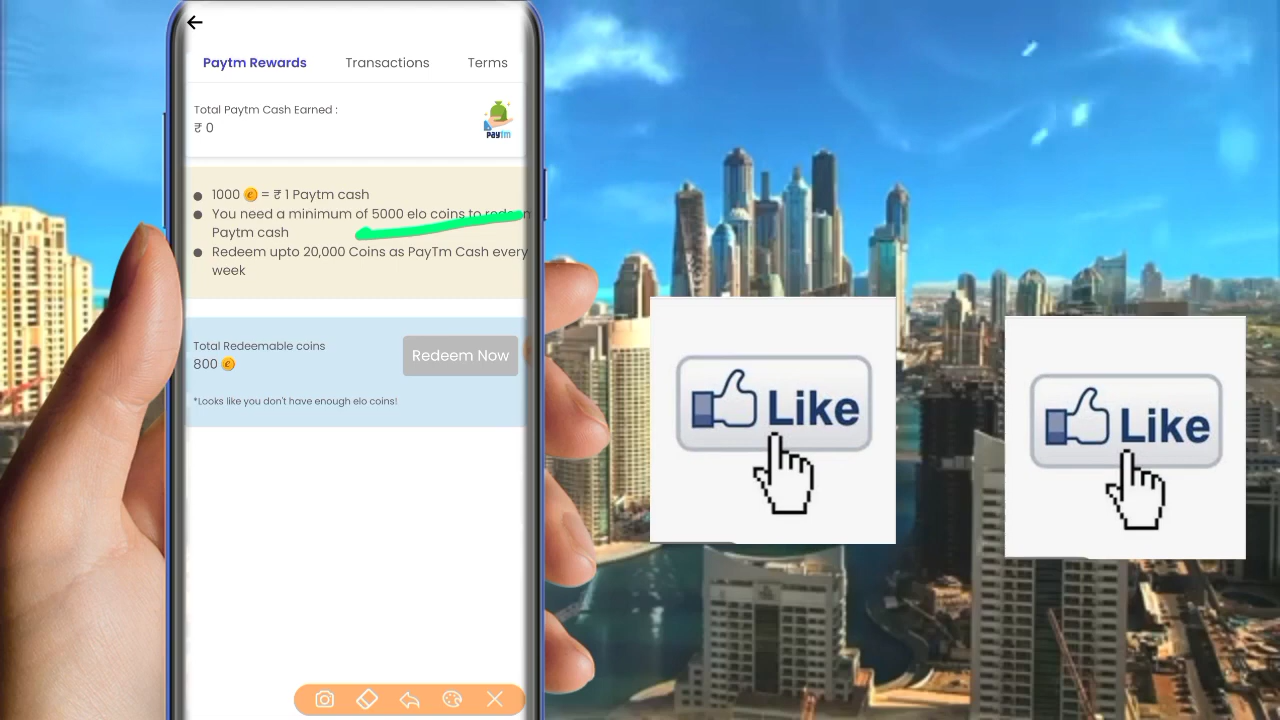 Paytm Rewards
Transactions
Terms
Total Paytm Cash Earned :
₹ 0
PAYTM
1000 e = ₹ 1 Paytm cash
You need a minimum of 5000 elo coins to redeen
Paytm cash
Redeem upto 20,000 Coins as PayTm Cash every
week
Total Redeemable coins
800 e
Redeem Now
*Looks like you don't have enough elo coins!
Like
Like